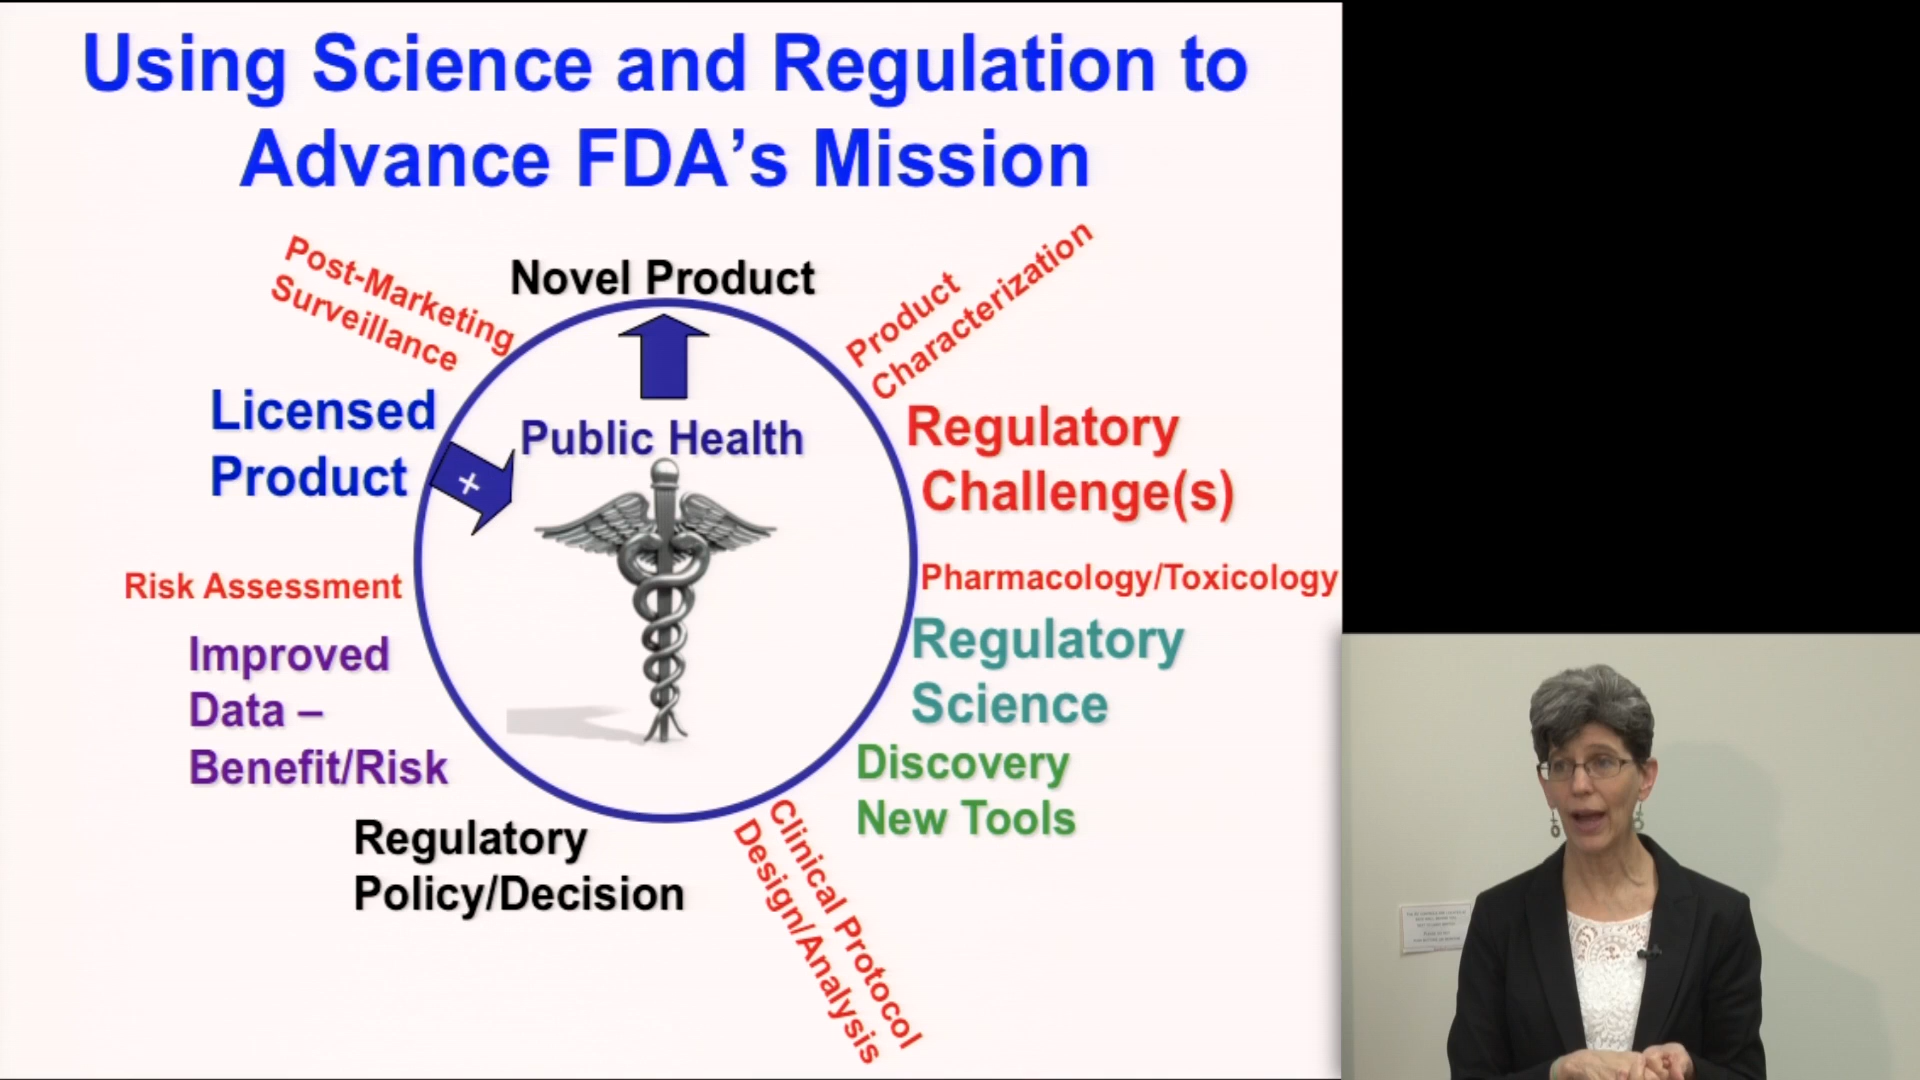 Using Science and Regulation to
Advance FDA's Mission
Post-Marketing
Surveillance
Novel Product
Product
Characterization
Licensed
Product
+
Public Health
Regulatory
Challenge(s)
Risk Assessment
Pharmacology/Toxicology
Improved
Data –
Benefit/Risk
Regulatory
Science
Discovery
New Tools
Regulatory
Policy/Decision
Clinical Protocol
Design/Analysis